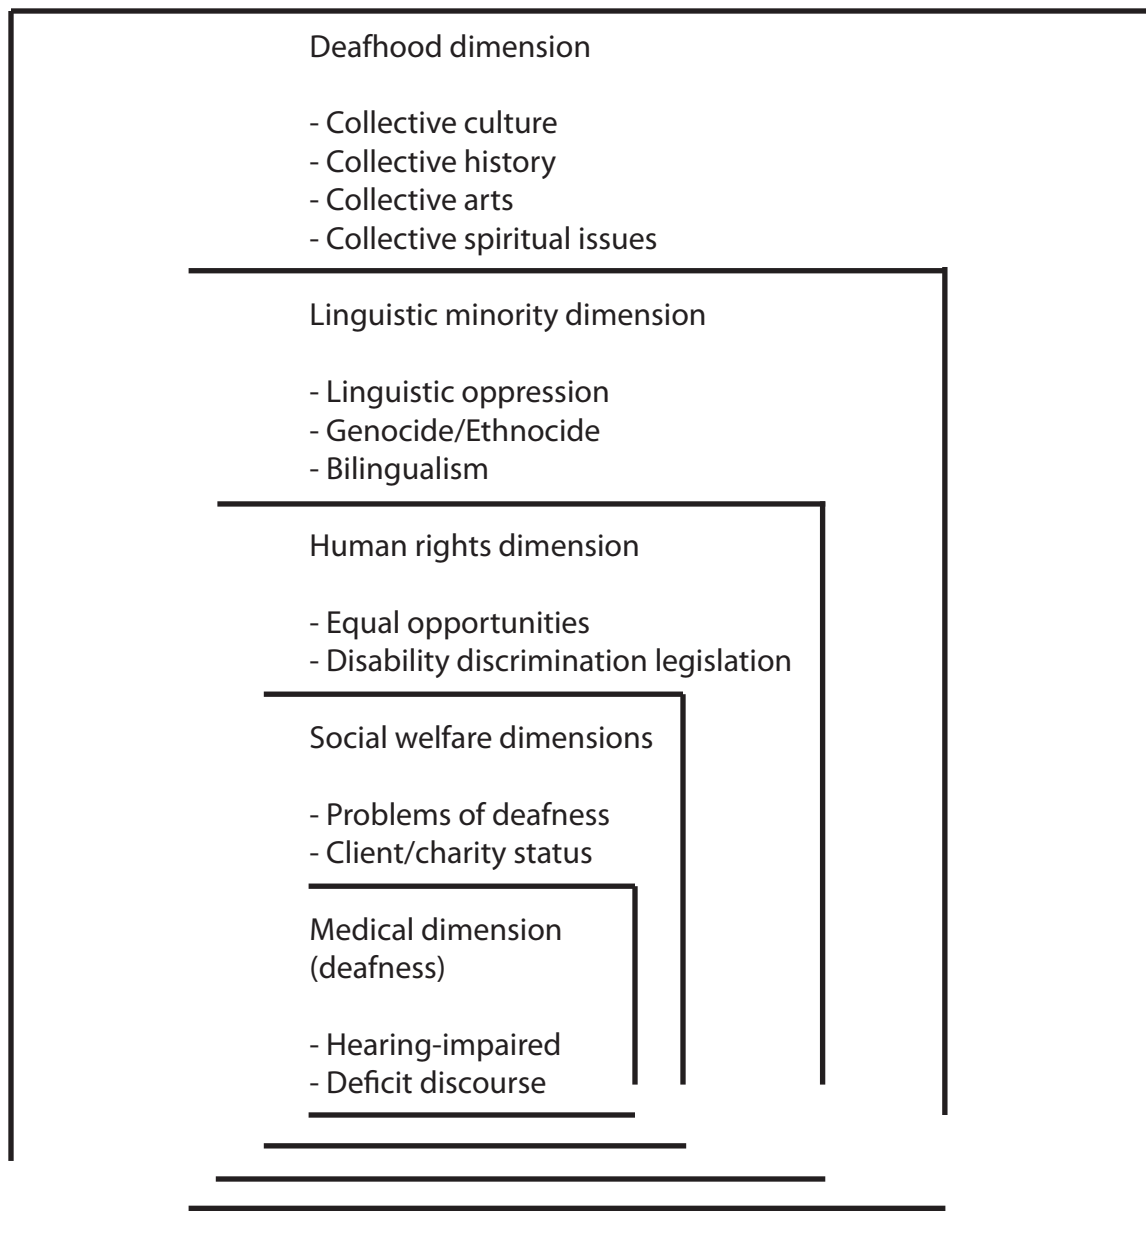 Deafhood dimension
- Collective culture
- Collective history
- Collective arts
- Collective spiritual issues
Linguistic minority dimension
- Linguistic oppression
- Genocide/Ethnocide
- Bilingualism
Human rights dimension
- Equal opportunities
- Disability discrimination legislation
Social welfare dimensions
- Problems of deafness
- Client/charity status
Medical dimension
(deafness)
- Hearing-impaired
- Deficit discourse